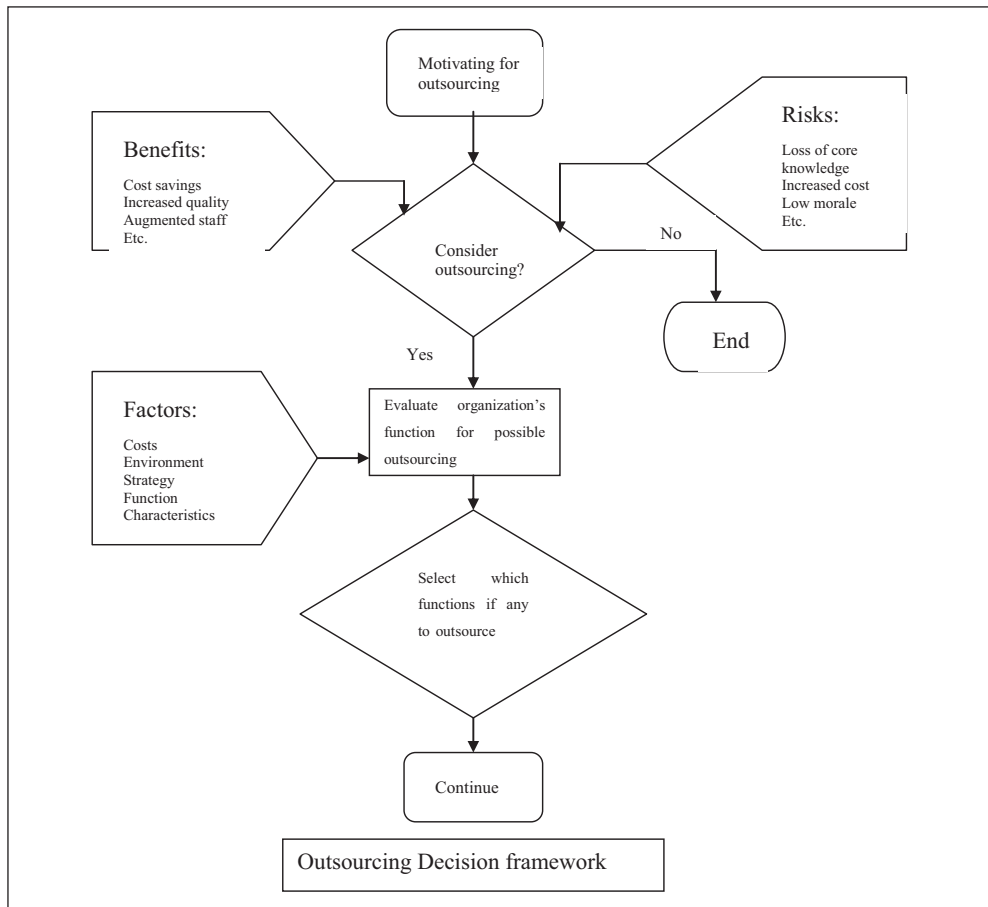 Motivating for
outsourcing
Benefits:
Cost savings
Increased quality
Augmented staff
Etc.
Risks:
Loss of core
knowledge
Increased cost
Low morale
Etc.
Consider
outsourcing?
No
End
Yes
Factors:
Costs
Environment
Strategy
Function
Characteristics
Evaluate organization's
function for possible
outsourcing
Select which
functions if any
to outsource
Continue
Outsourcing Decision framework